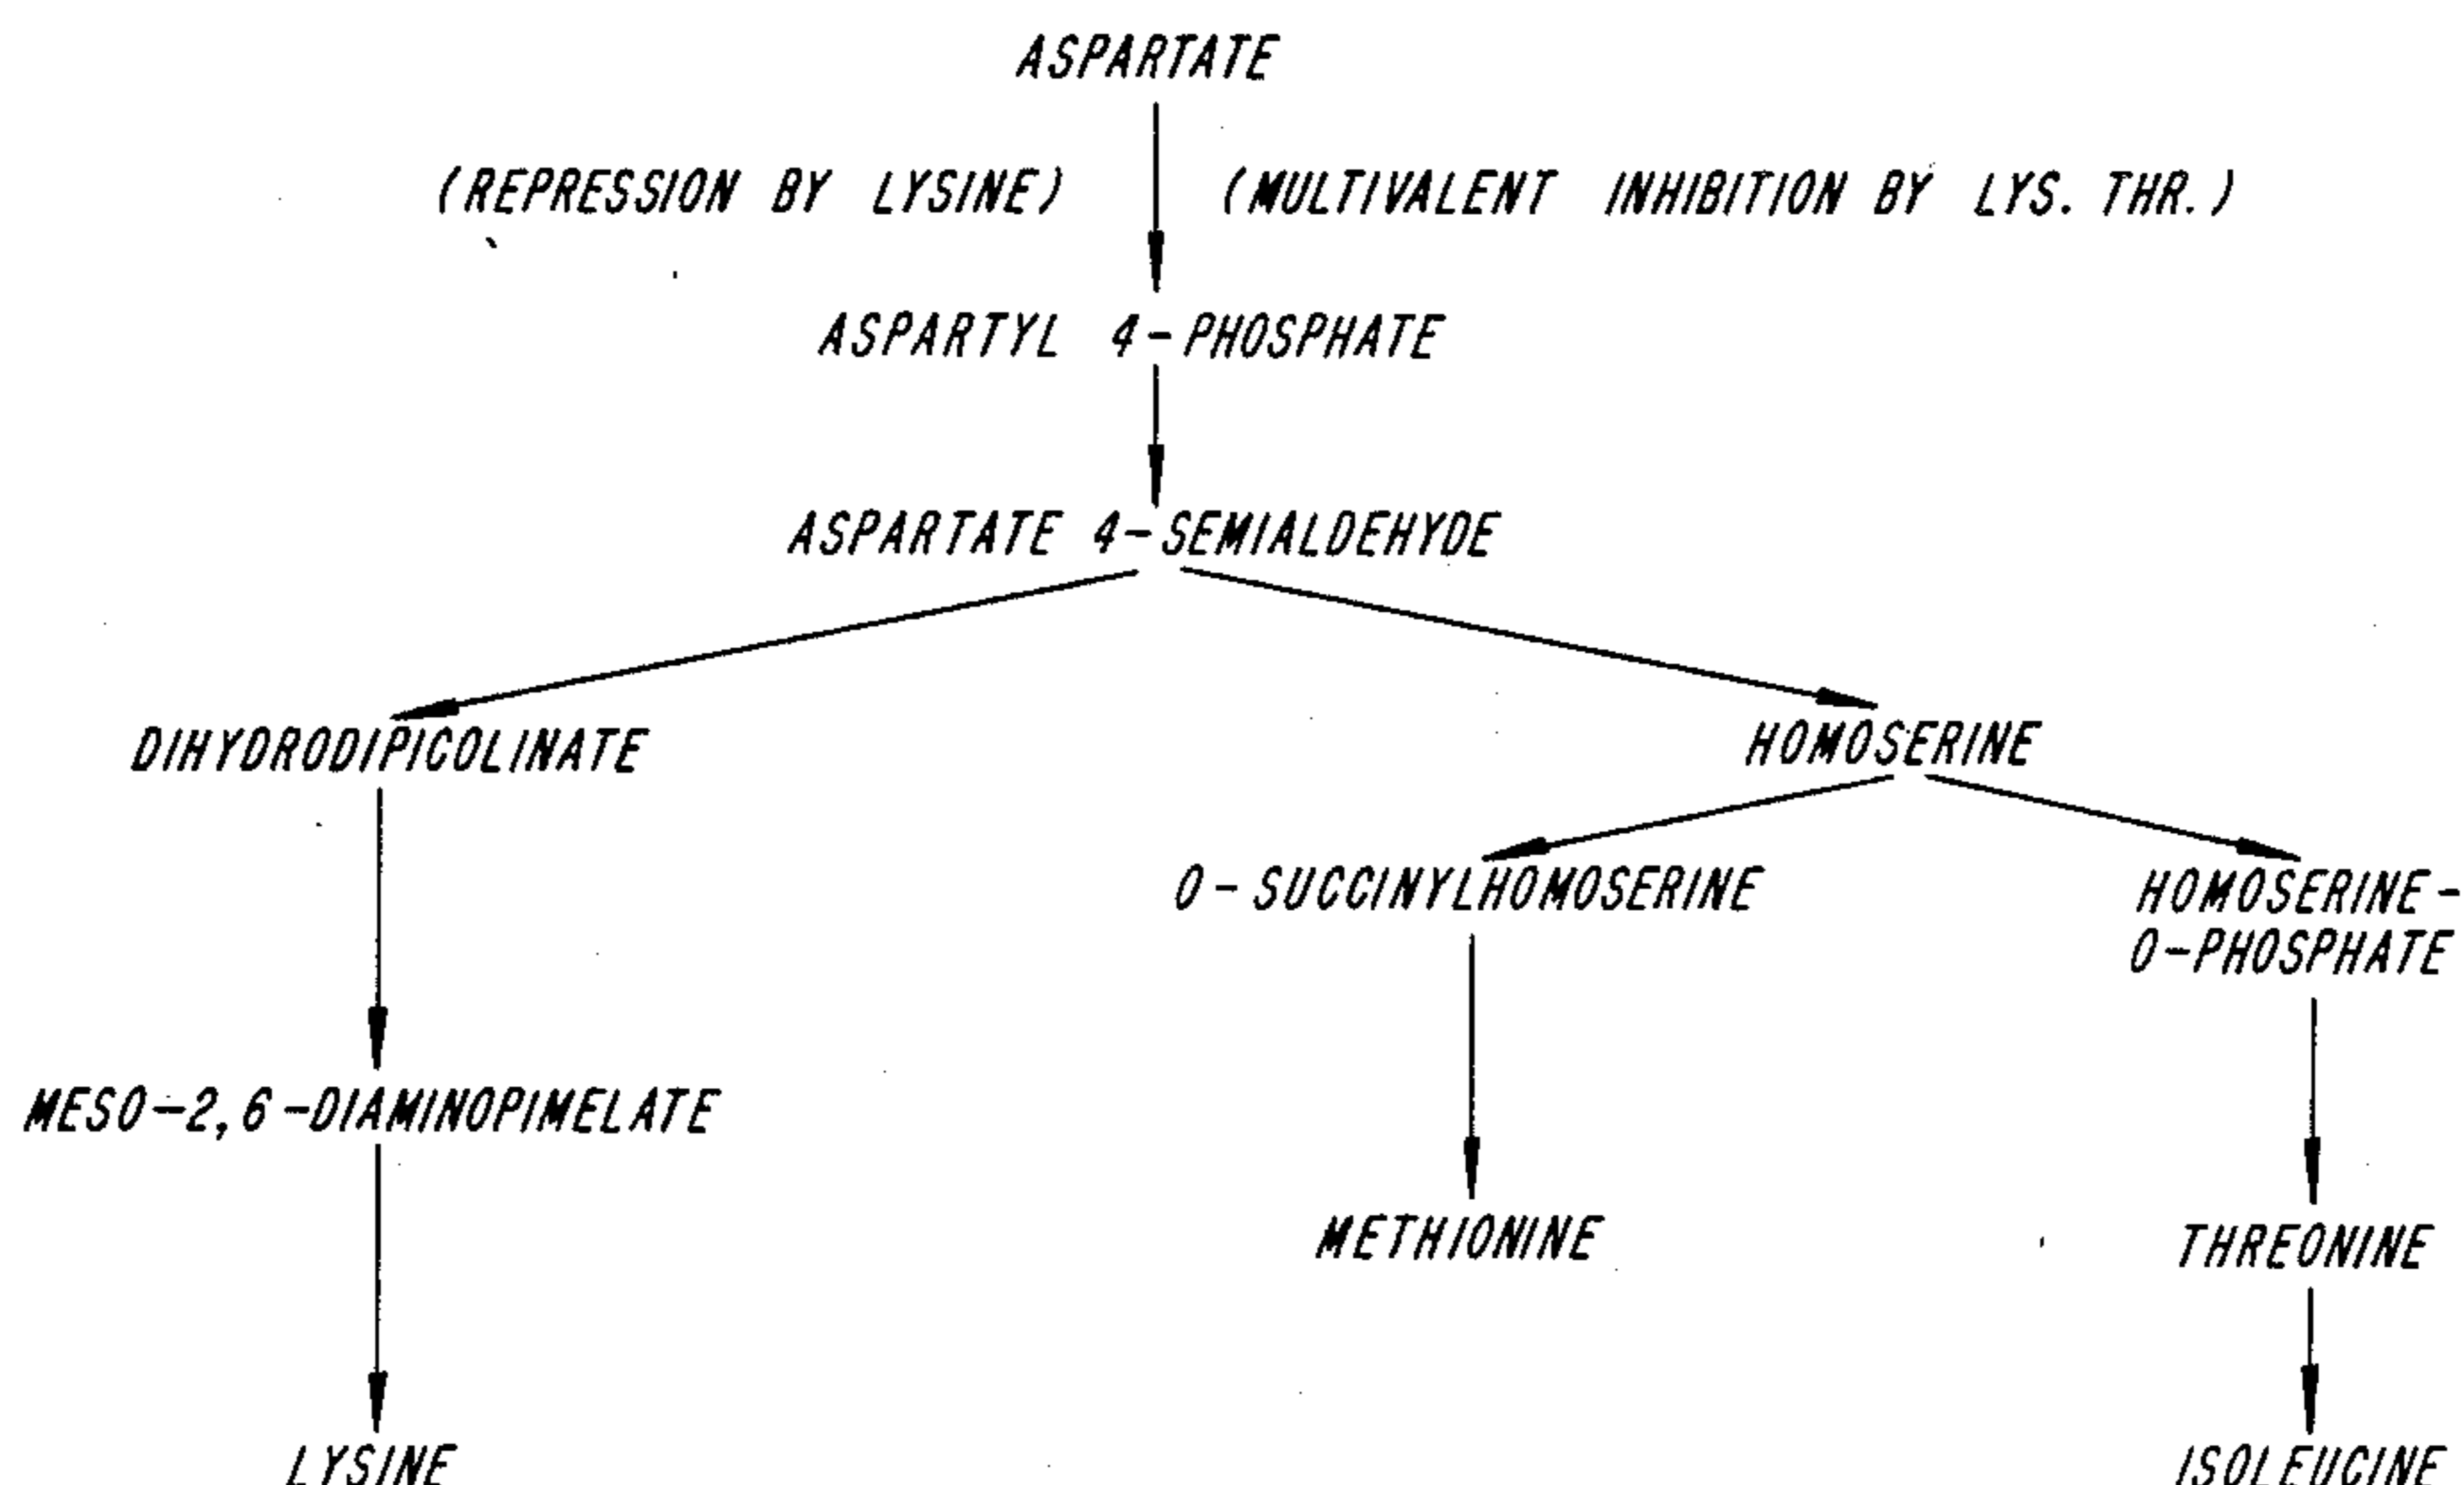 ASPARTATE
(REPRESSION BY LYSINE) (MULTIVALENT INHIBITION BY LYS. THR.)
ASPARTYL 4-PHOSPHATE
ASPARTATE 4-SEMIALDEHYDE
DIHYDRODIPICOLINATE
HOMOSERINE
O-SUCCINYLHOMOSERINE
HOMOSERINE-
O-PHOSPHATE
MESO-2,6-DIAMINOPIMELATE
METHIONINE
THREONINE
LYSINE
ISOLEUCINE